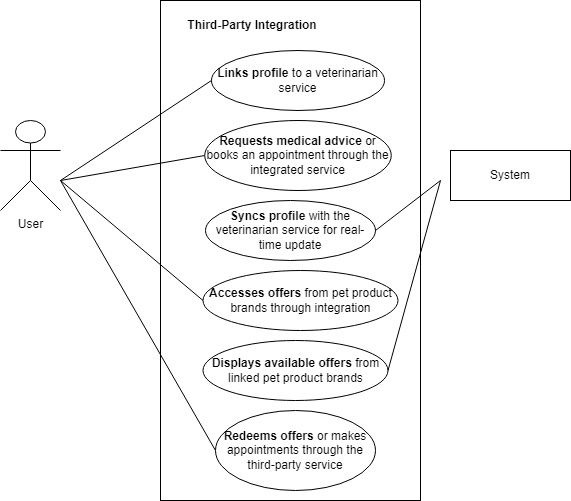 Third-Party Integration
Links profile to a veterinarian
service
Requests medical advice or
books an appointment through the
integrated service
User
System
Syncs profile with the
veterinarian service for real-
time update
Accesses offers from pet product
brands through integration
Displays available offers from
linked pet product brands
Redeems offers or makes
appointments through the
third-party service